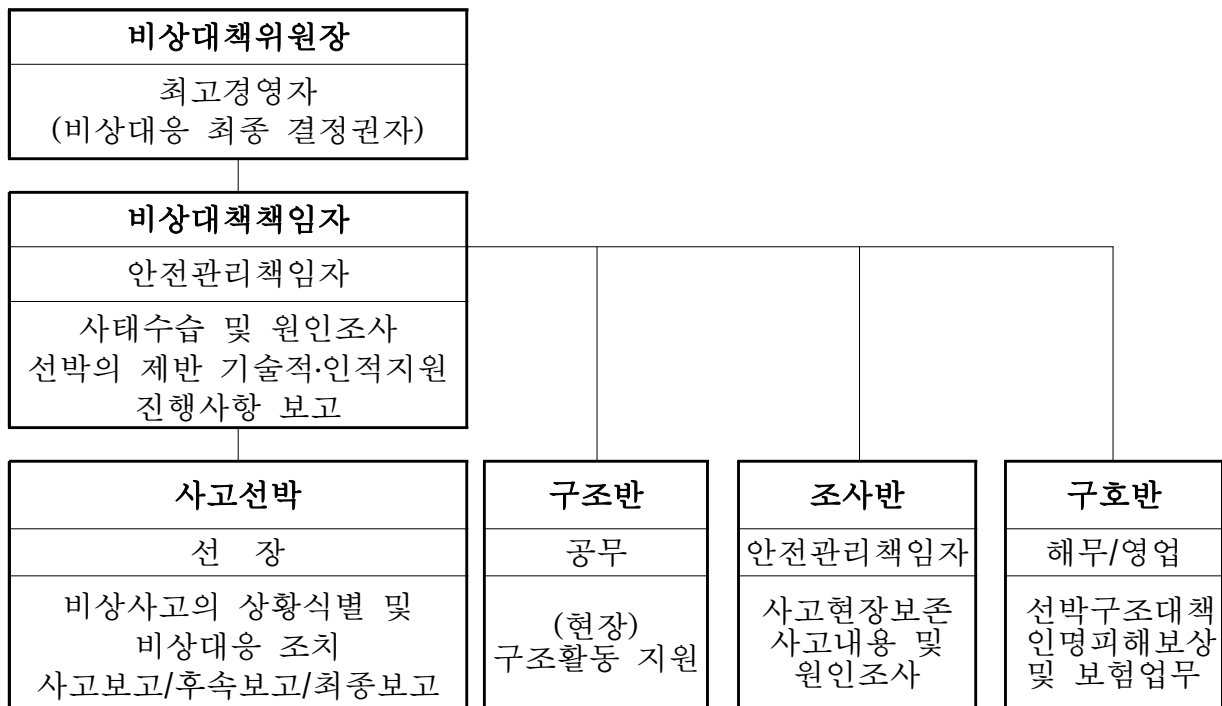 비상대책위원장
최고경영자
(비상대응 최종 결정권자)
비상대책책임자
안전관리책임자
사태수습 및 원인조사
선박의 제반 기술적·인적지원
진행사항 보고
사고선박
선 장
비상사고의 상황식별 및
비상대응 조치
사고보고/후속보고/최종보고
구조반
공무
(현장)
구조활동 지원
조사반
안전관리책임자
사고현장보존
사고내용 및
원인조사
구호반
해무/영업
선박구조대책
인명피해보상
및 보험업무